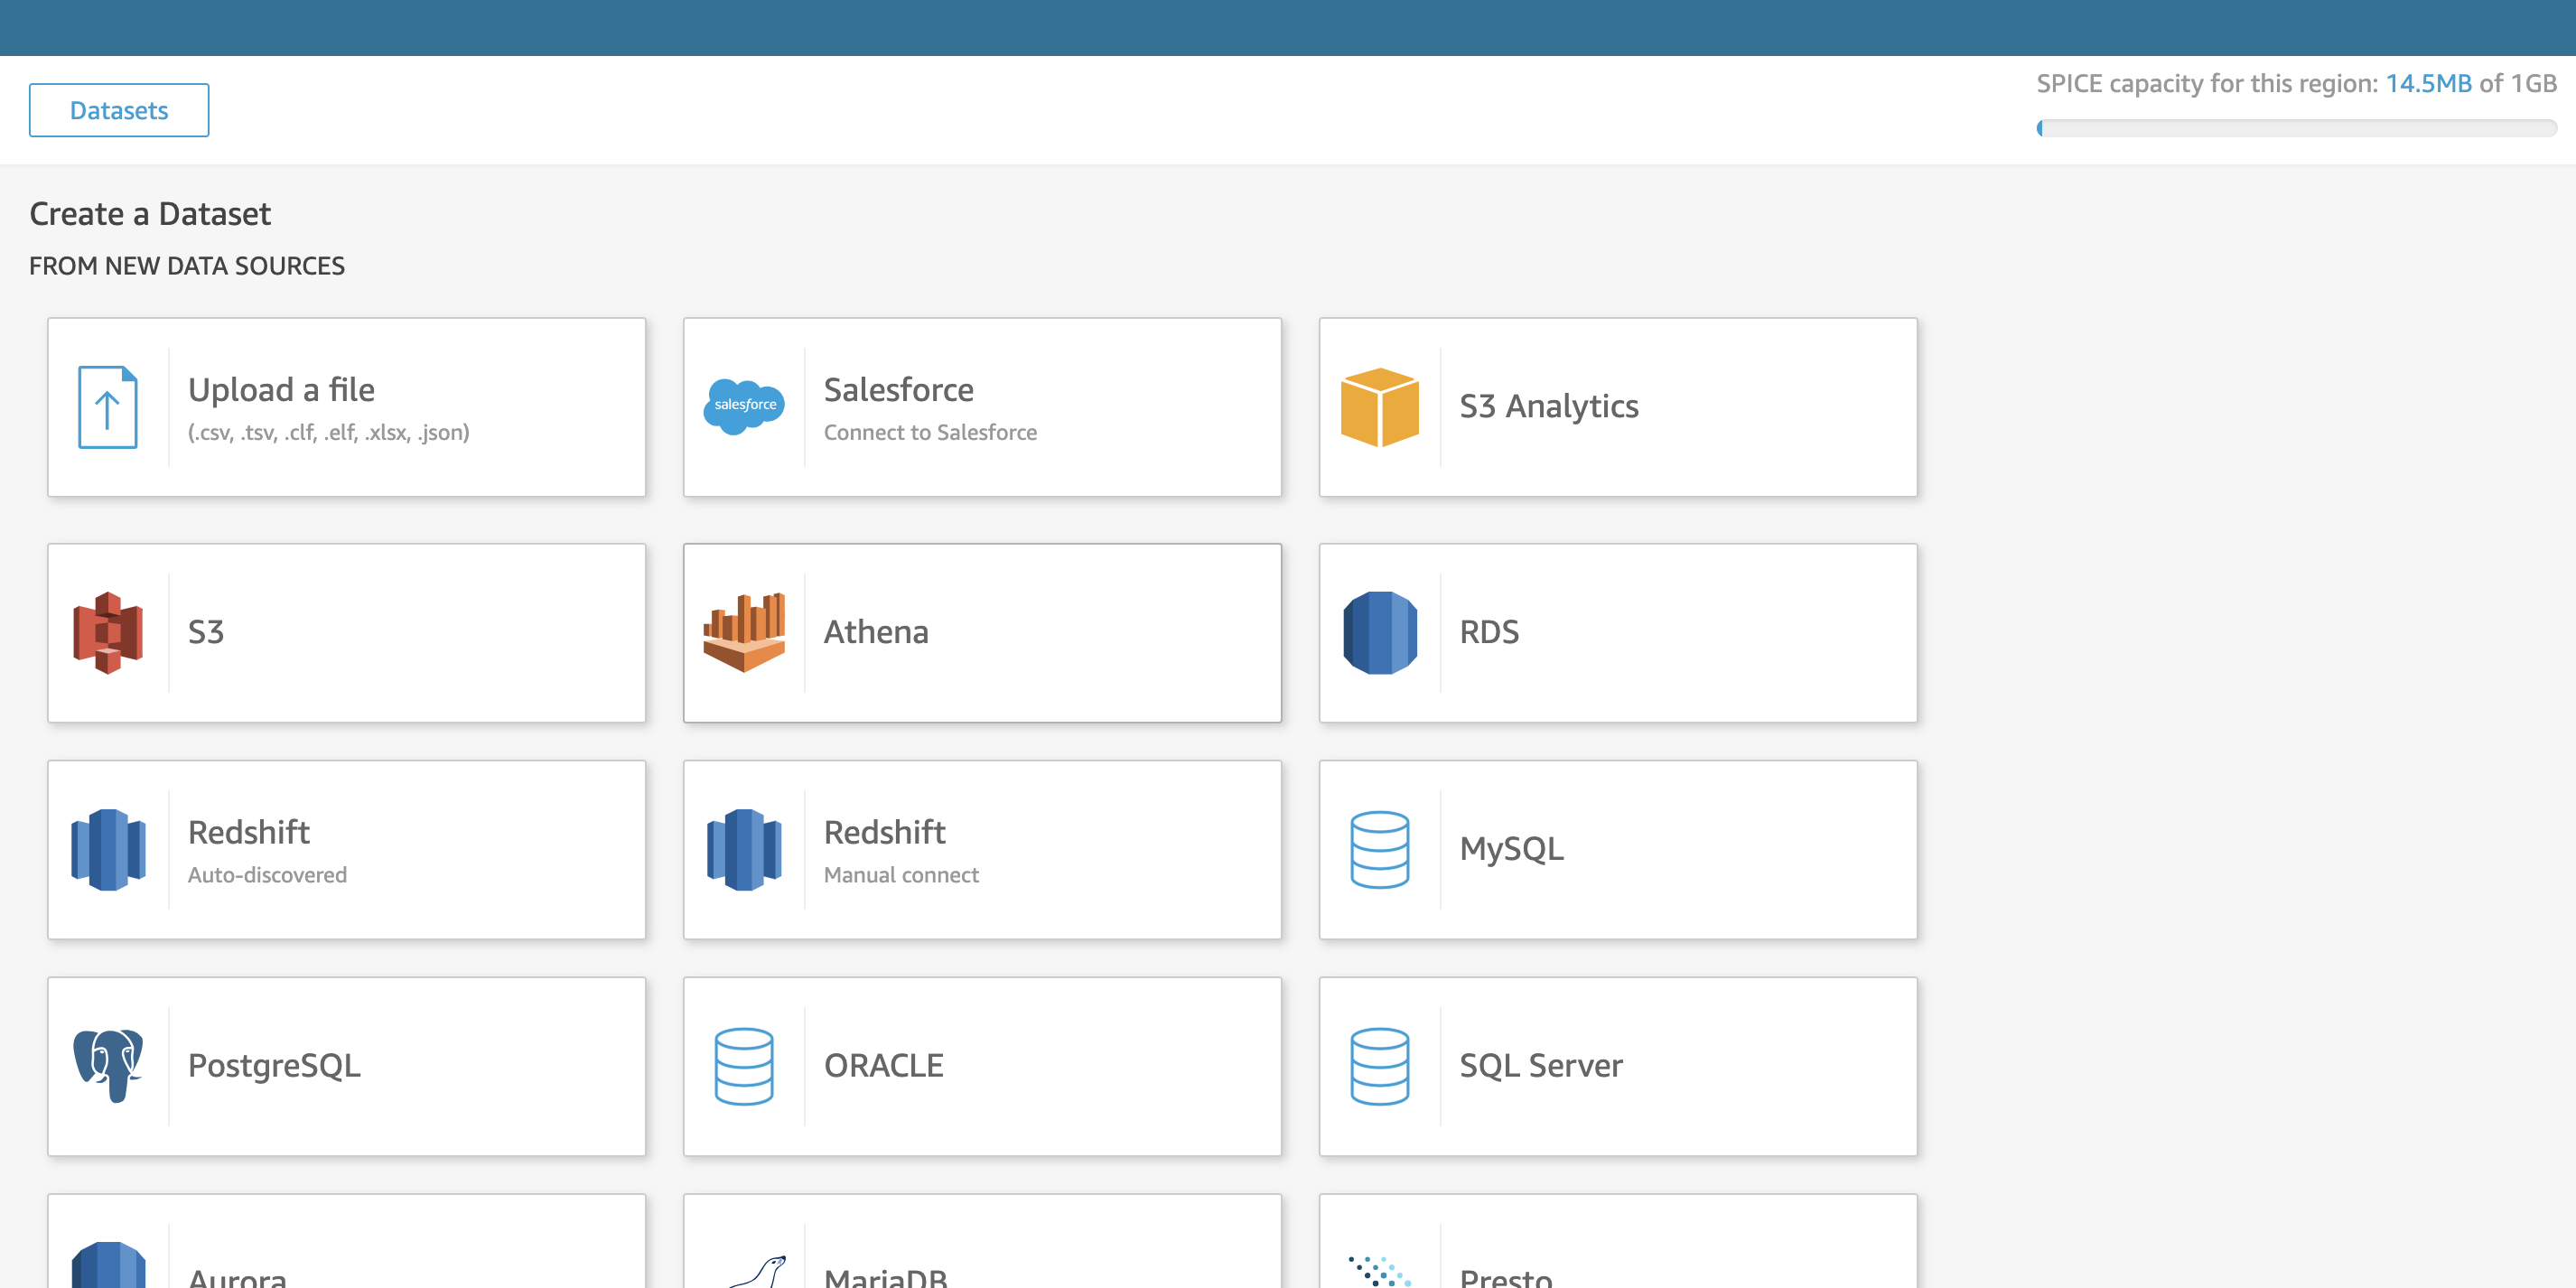 Datasets
SPICE capacity for this region: 14.5MB of 1GB
Create a Dataset
FROM NEW DATA SOURCES
Upload a file
(.csv, .tsv, .clf, .elf, .xlsx, .json)
salesforce
Salesforce
Connect to Salesforce
S3 Analytics
S3
Athena
RDS
Redshift
Auto-discovered
Redshift
Manual connect
MySQL
PostgreSQL
ORACLE
SQL Server
Aurora
MariaDB
Presto